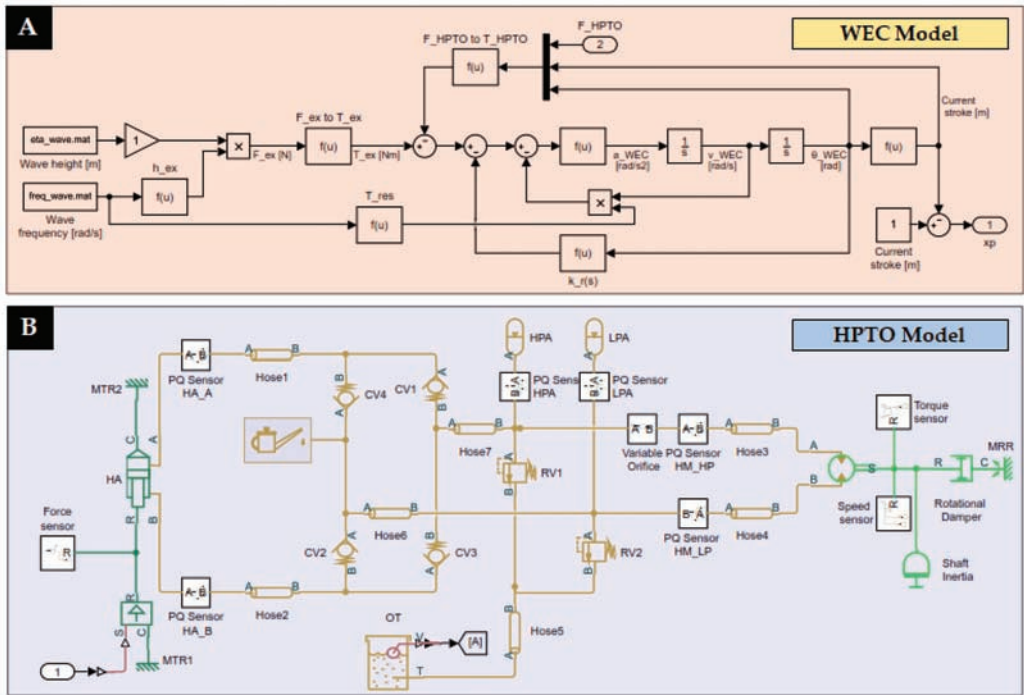 A
WEC Model
F_HPTO
2
F_HPTO to T_HPTO
f(u)
Current
stroke [m]
eta_wave.mat
Wave height [m]
1
F_ex [N]
F_ex to T_ex
f(u)
T_ex [Nm]
f(u)
a_WEC
[rad/s2]
1
s
v_WEC
[rad/s]
1
s
θ_WEC
[rad]
f(u)
h_ex
freq_wave.mat
f(u)
Wave
frequency [rad/s]
T_res
f(u)
f(u)
k_r(s)
1
Current
stroke [m]
1
xp
B
HPTO Model
MTR2
C
HA
A
B
R
A B
PQ Sensor
HA_A
A
B
Hose1
B
A
CV4
CV1
A
B
HPA
A
A
B
PQ Sens
HPA
LPA
A
A
B
PQ Sensor
LPA
A
B
Hose7
A
RV1
B
A B
Variable
Orifice
A B
PQ Sensor
HM_HP
A
B
Hose3
A
B
S
R
Torque
sensor
R
C
MRR
Rotational
Damper
R
Speed
sensor
Shaft
Inertia
A
B
Hose6
B A
PQ Sensor
HM_LP
A
B
Hose4
Force
sensor
R
CV2
A
B
B
A
CV3
A
RV2
B
A B
PQ Sensor
HA_B
A
B
Hose2
R
S
C
MTR1
1
OT
V
T
[A]
B
A
Hose5